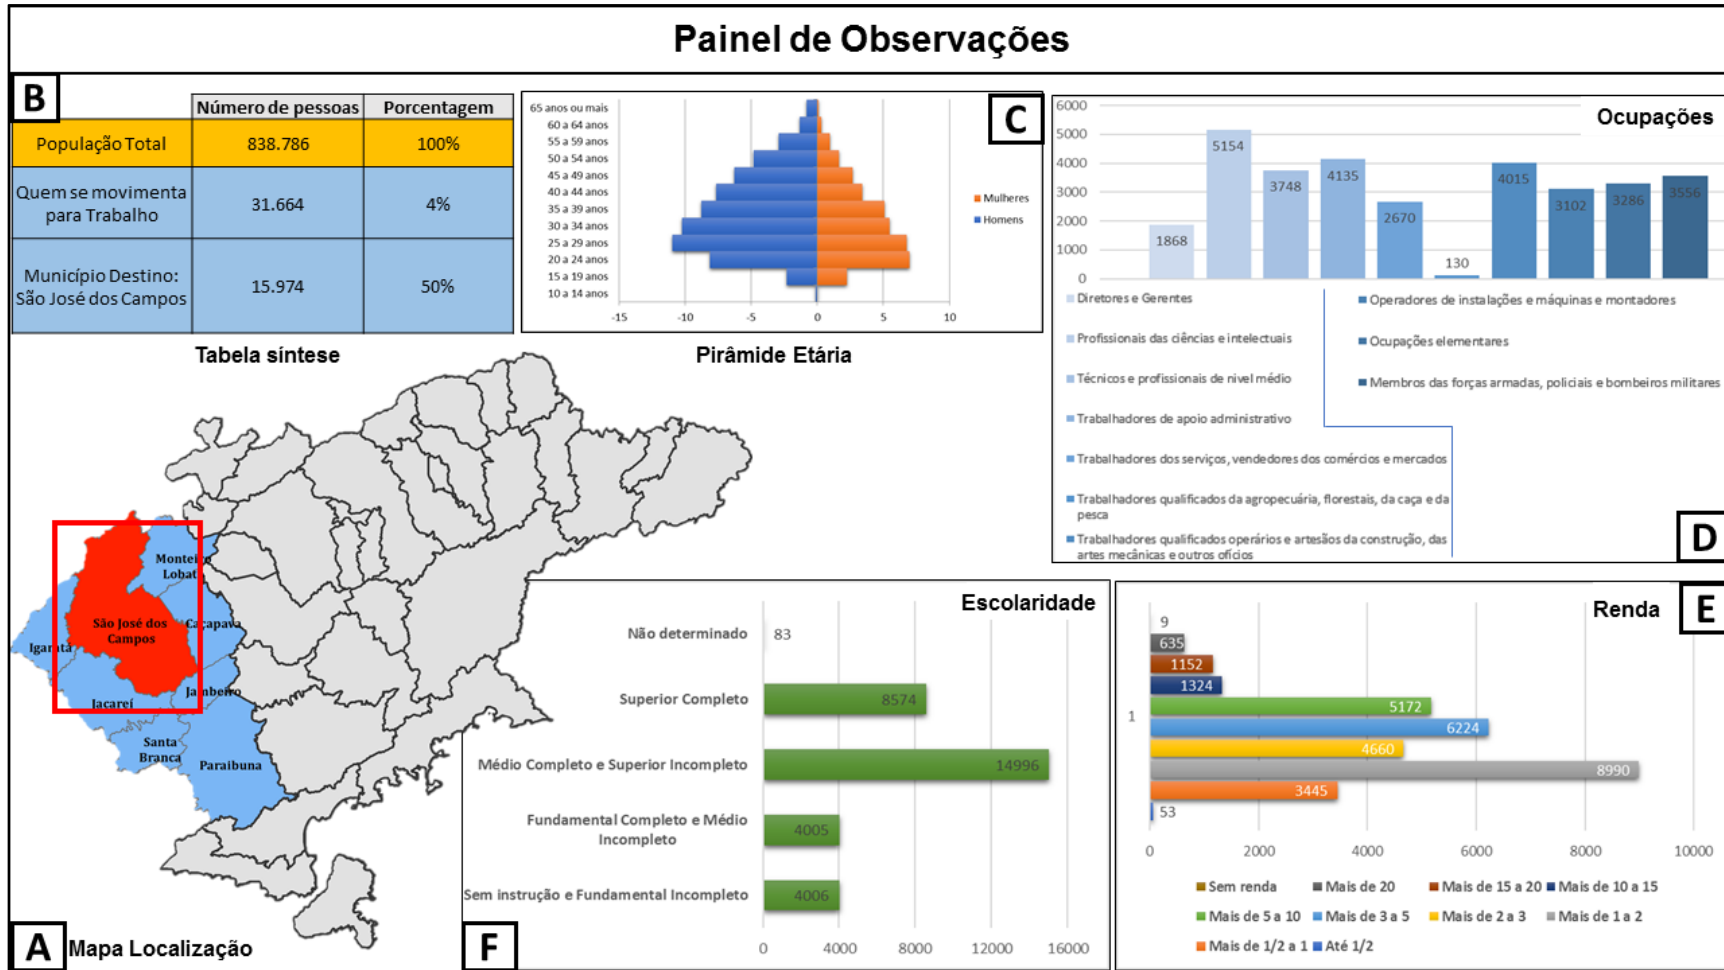 Painel de Observações
B
Número de pessoas Porcentagem
População Total 838.786 100%
Quem se movimenta
para Trabalho
31.664 4%
Município Destino:
São José dos Campos
15.974 50%
Tabela síntese
C
65 anos ou mais
60 a 64 anos
55 a 59 anos
50 a 54 anos
45 a 49 anos
40 a 44 anos
35 a 39 anos
30 a 34 anos
25 a 29 anos
20 a 24 anos
15 a 19 anos
10 a 14 anos
-15 -10 -5 0 5 10
Mulheres
Homens
Pirâmide Etária
Ocupações
6000
5000
4000
3000
2000
1000
0
1868 5154 3748 4135 2670 130 4015 3102 3286 3556
Diretores e Gerentes
Profissionais das ciências e intelectuais
Técnicos e profissionais de nivel médio
Trabalhadores de apoio administrativo
Trabalhadores dos serviços, vendedores dos comércios e mercados
Trabalhadores qualificados da agropecuária, florestais, da caça e da
pesca
Trabalhadores qualificados operários e artesãos da construção, das
artes mecânicas e outros ofícios
Operadores de instalações e máquinas e montadores
Ocupações elementares
Membros das forças armadas, policiais e bombeiros militares
D
Monteiro
São José dos
Campos
Caçapava
Igaratá
Jambeiro
Jacareí
Santa
Branca
Paraibuna
A
Mapa Localização
Escolaridade
Não determinado 83
Superior Completo 8574
Médio Completo e Superior Incompleto 14996
Fundamental Completo e Médio
Incompleto
4005
Sem instrução e Fundamental Incompleto 4006
0 4000 8000 12000 16000
F
Renda
E
9
635
1152
1324
5172
1
6224
4660
8990
3445
53
0 2000 4000 6000 8000 10000
Sem renda Mais de 20 Mais de 15 a 20 Mais de 10 a 15
Mais de 5 a 10 Mais de 3 a 5 Mais de 2 a 3 Mais de 1 a 2
Mais de 1/2 a 1 Até 1/2